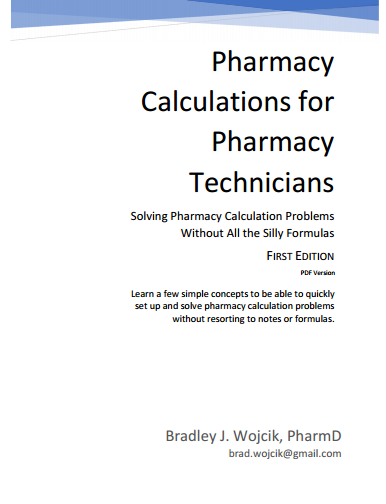 Pharmacy
Calculations for
Pharmacy
Technicians
Solving Pharmacy Calculation Problems
Without All the Silly Formulas
FIRST EDITION
PDF Version
Learn a few simple concepts to be able to quickly
set up and solve pharmacy calculation problems
without resorting to notes or formulas.
Bradley J. Wojcik, PharmD
brad.wojcik@gmail.com